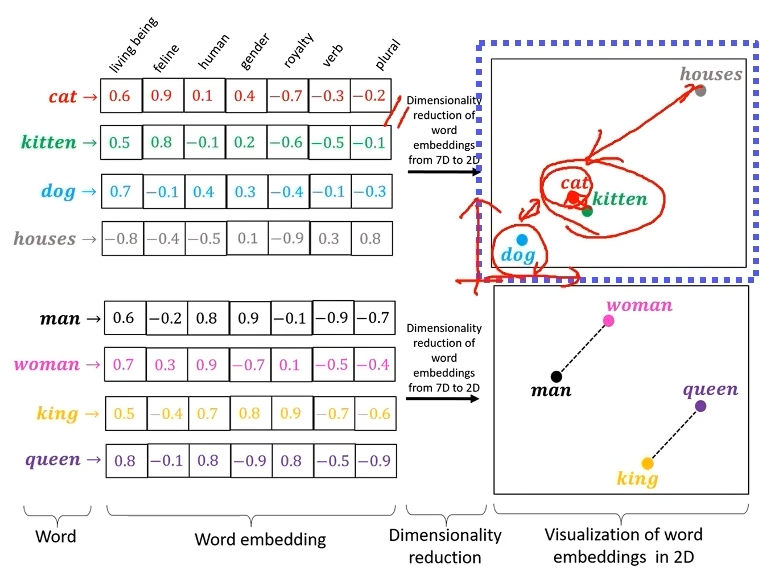 living being feline human gender royalty verb plural
cat → 0.6 0.9 0.1 0.4 −0.7 −0.3 −0.2
kitten → 0.5 0.8 −0.1 0.2 −0.6 −0.5 −0.1
dog → 0.7 −0.1 0.4 0.3 −0.4 −0.1 −0.3
houses → −0.8 −0.4 −0.5 0.1 −0.9 0.3 0.8
Dimensionality
reduction of
word
embeddings
from 7D to 2D
houses
cat
kitten
dog
man → 0.6 −0.2 0.8 0.9 −0.1 −0.9 −0.7
woman → 0.7 0.3 0.9 −0.7 0.1 −0.5 −0.4
king → 0.5 −0.4 0.7 0.8 0.9 −0.7 −0.6
queen → 0.8 −0.1 0.8 −0.9 0.8 −0.5 −0.9
Dimensionality
reduction of
word
embeddings
from 7D to 2D
woman
man
queen
king
Word
Word embedding
Dimensionality
reduction
Visualization of word
embeddings in 2D